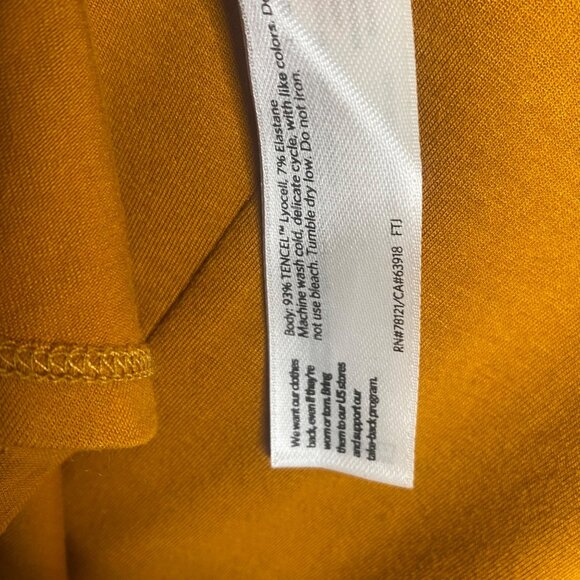 Body: 93% TENCEL™ Lyocell, 7% Elastane
Machine wash cold, delicate cycle, with like colors. Do
not use bleach. Tumble dry low. Do not iron.
RN#78121/CA#63918 FTJ
We want our clothes
back, even if they're
worn or torn. Bring
them to our US stores
and support our
take-back program.